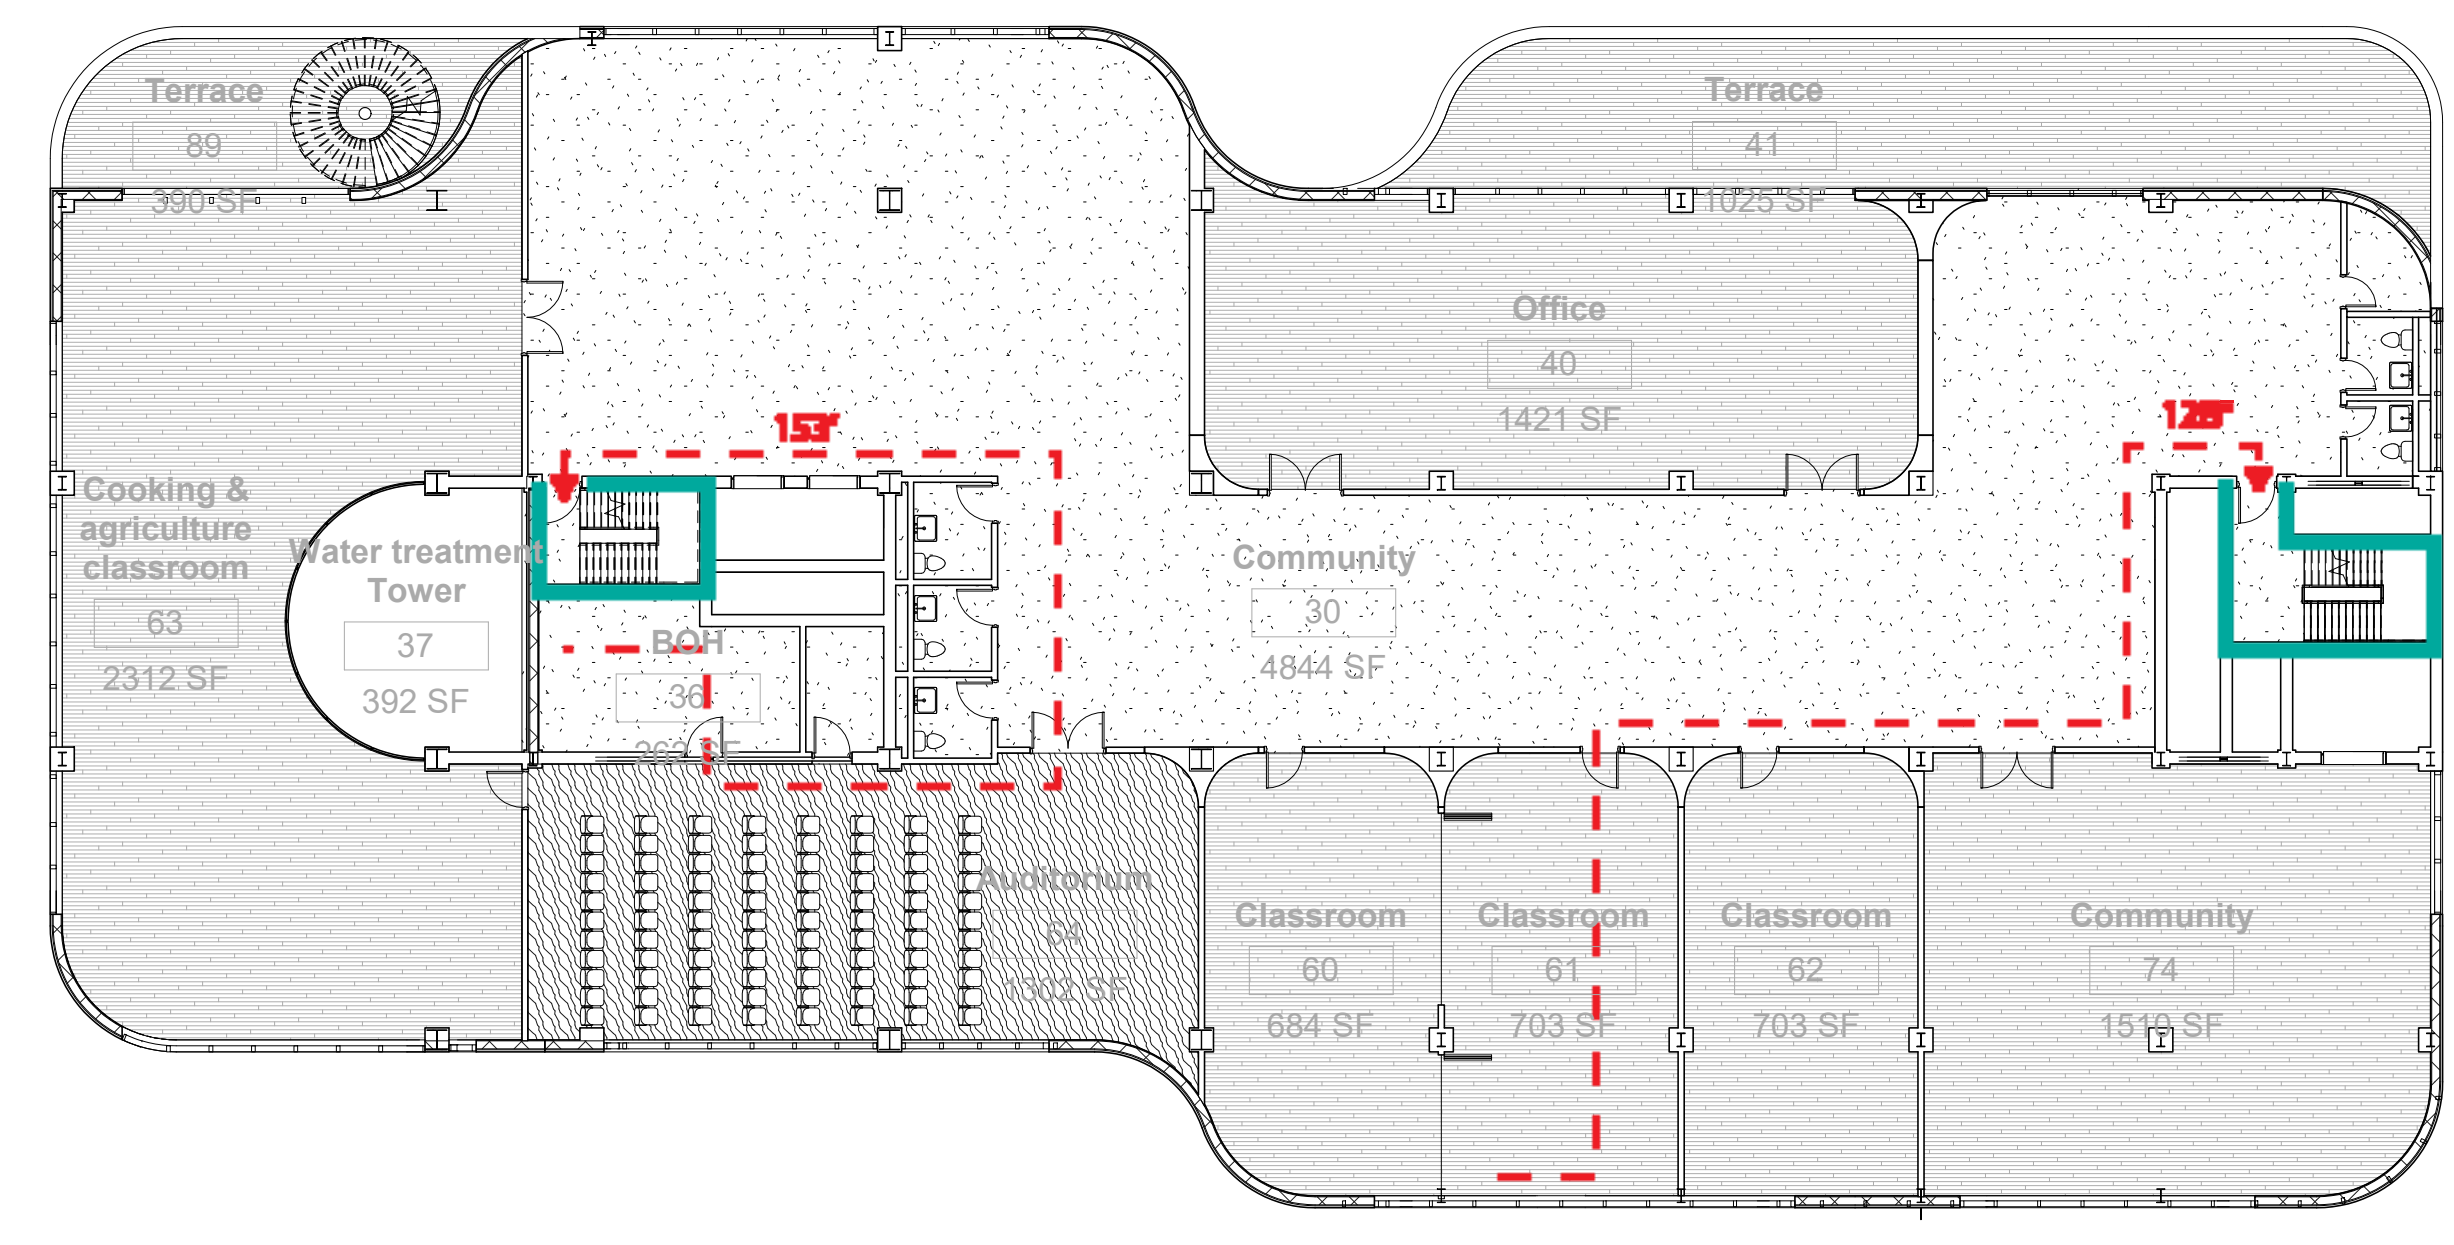 Terrace
89
390 SF
Terrace
41
1025 SF
Office
40
1421 SF
Cooking &
agriculture
classroom
63
2312 SF
Water treatment
Tower
37
392 SF
BOH
36
262 SF
Community
30
4844 SF
Auditorium
64
1302 SF
Classroom
60
684 SF
Classroom
61
703 SF
Classroom
62
703 SF
Community
74
1510 SF